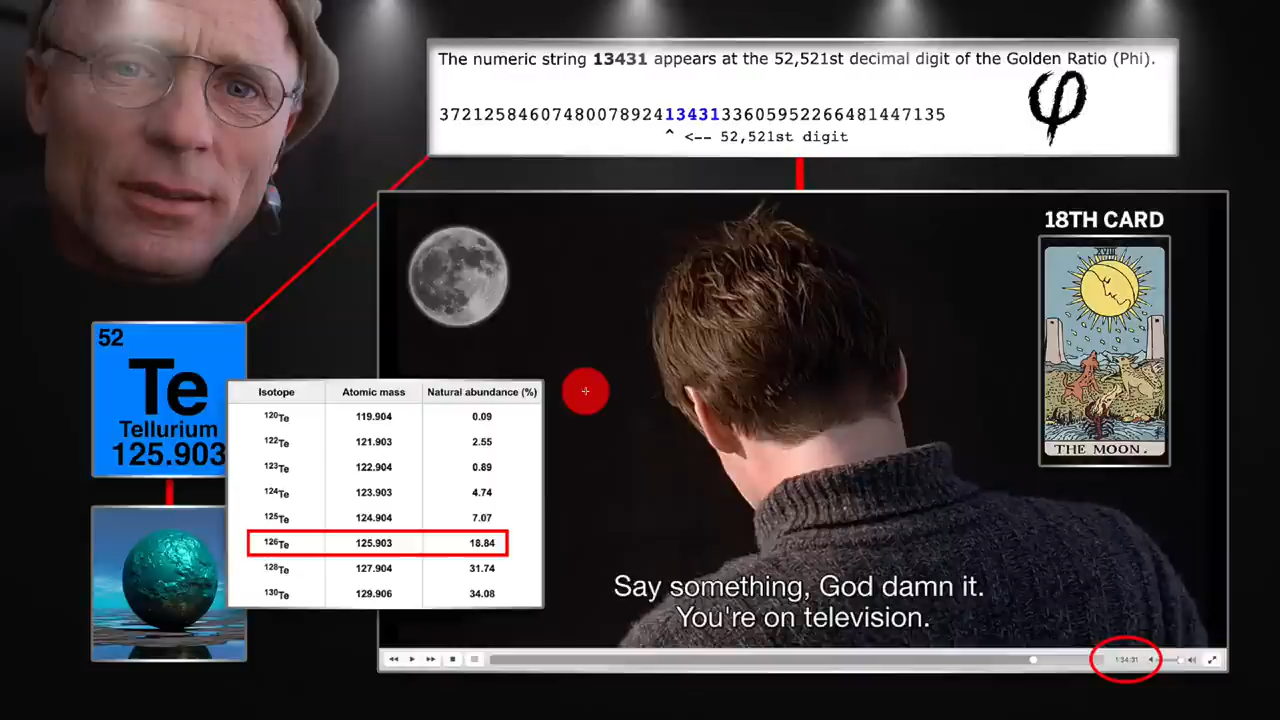 The numeric string 13431 appears at the 52,521st decimal digit of the Golden Ratio (Phi).
37212584607480078924134313360595226648144​7135
^ <-- 52,521st digit
φ
18TH CARD
XVIII
THE MOON.
52
Te
Tellurium
125.903
Isotope Atomic mass Natural abundance (%)
120Te 119.904 0.09
122Te 121.903 2.55
123Te 122.904 0.89
124Te 123.903 4.74
125Te 124.904 7.07
126Te 125.903 18.84
128Te 127.904 31.74
130Te 129.906 34.08
Say something, God damn it.
You're on television.
1:34:31